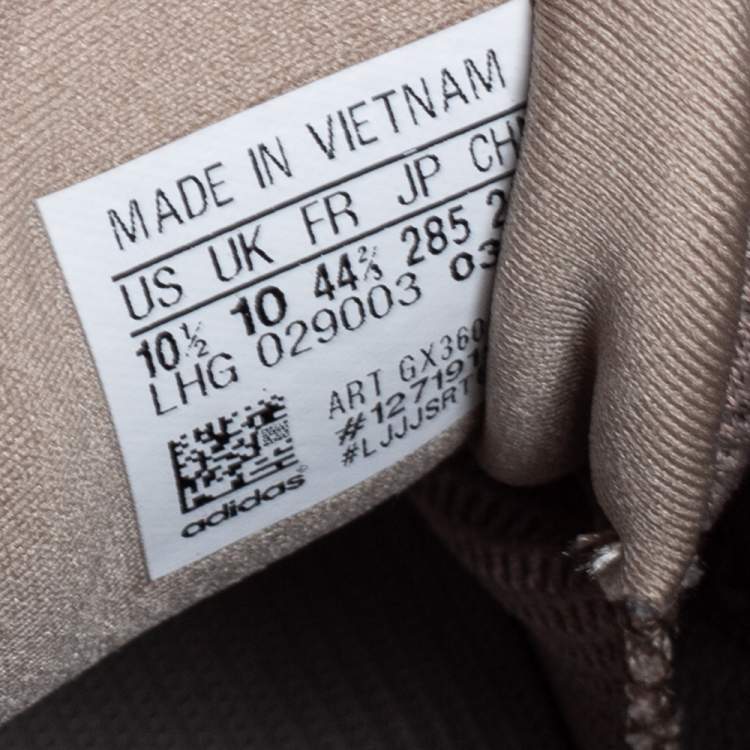 MADE IN VIETNAM
US UK FR JP
10½ 10 44⅔ 285
LHG 029003
ART
adidas